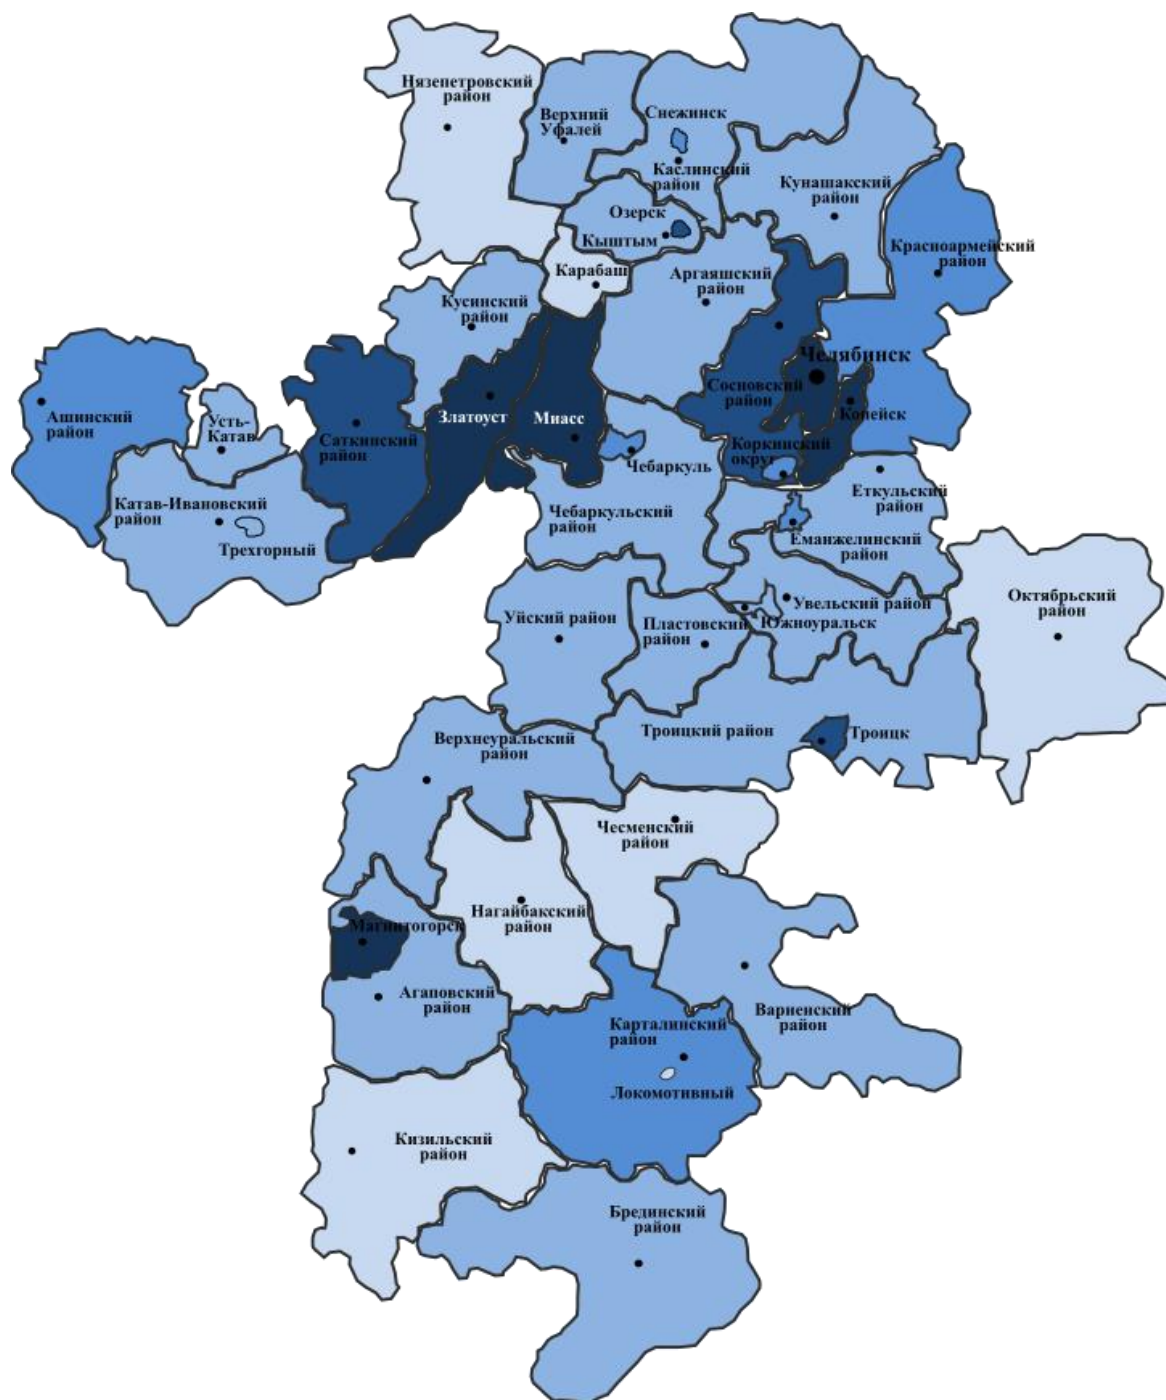 Нязепетровский
район
Верхний
Уфалей
Снежинск
Каслинский
район
Кунашакский
район
Озерск
Кыштым
Красноармейский
район
Карабаш
Аргаяшский
район
Кусинский
район
Челябинск
Сосновский
район
Копейск
Ашинский
район
Усть-
Катав
Саткинский
район
Златоуст
Миасс
Чебаркуль
Коркинский
округ
Еткульский
район
Катав-Ивановский
район
Трехгорный
Чебаркульский
район
Еманжелинский
район
Октябрьский
район
Увельский район
Южноуральск
Уйский район
Пластовский
район
Троицкий район
Троицк
Верхнеуральский
район
Чесменский
район
Нагайбакский
район
Магнитогорск
Агаповский
район
Варненский
район
Карталинский
район
Локомотивный
Кизильский
район
Брединский
район